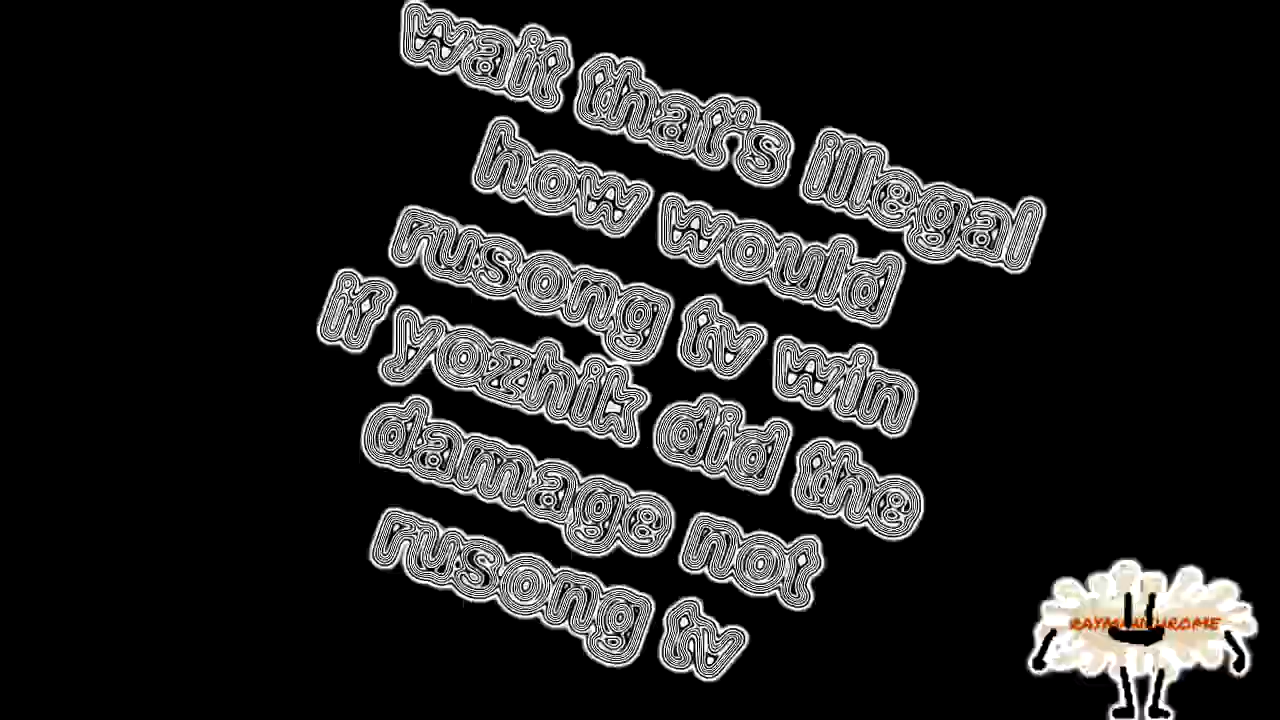 wait that's illegal
how would
rusong tv win
if yozhik did the
damage not
rusong tv